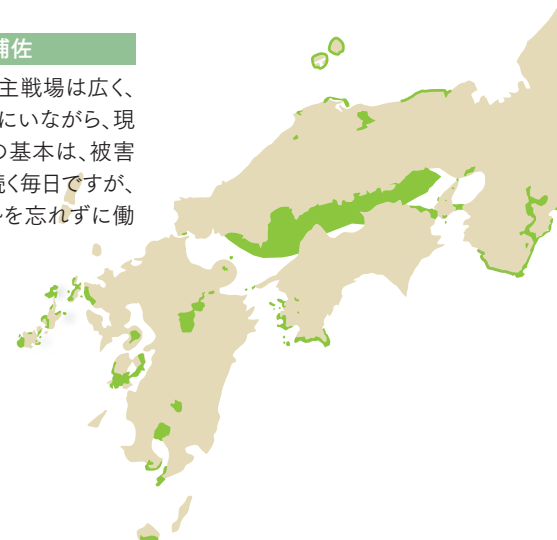 補佐
主戦場は広く、
にいながら、現
の基本は、被害
続く毎日ですが、
を忘れずに働